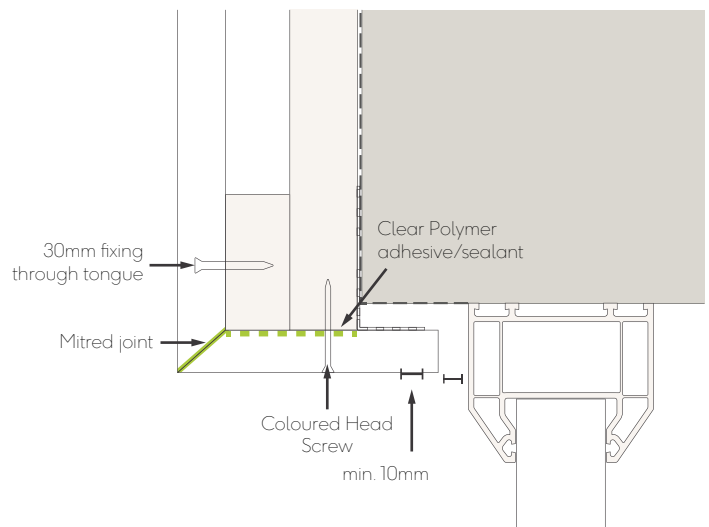 Clear Polymer
adhesive/sealant
30mm fixing
through tongue
Mitred joint
Coloured Head
Screw
min. 10mm